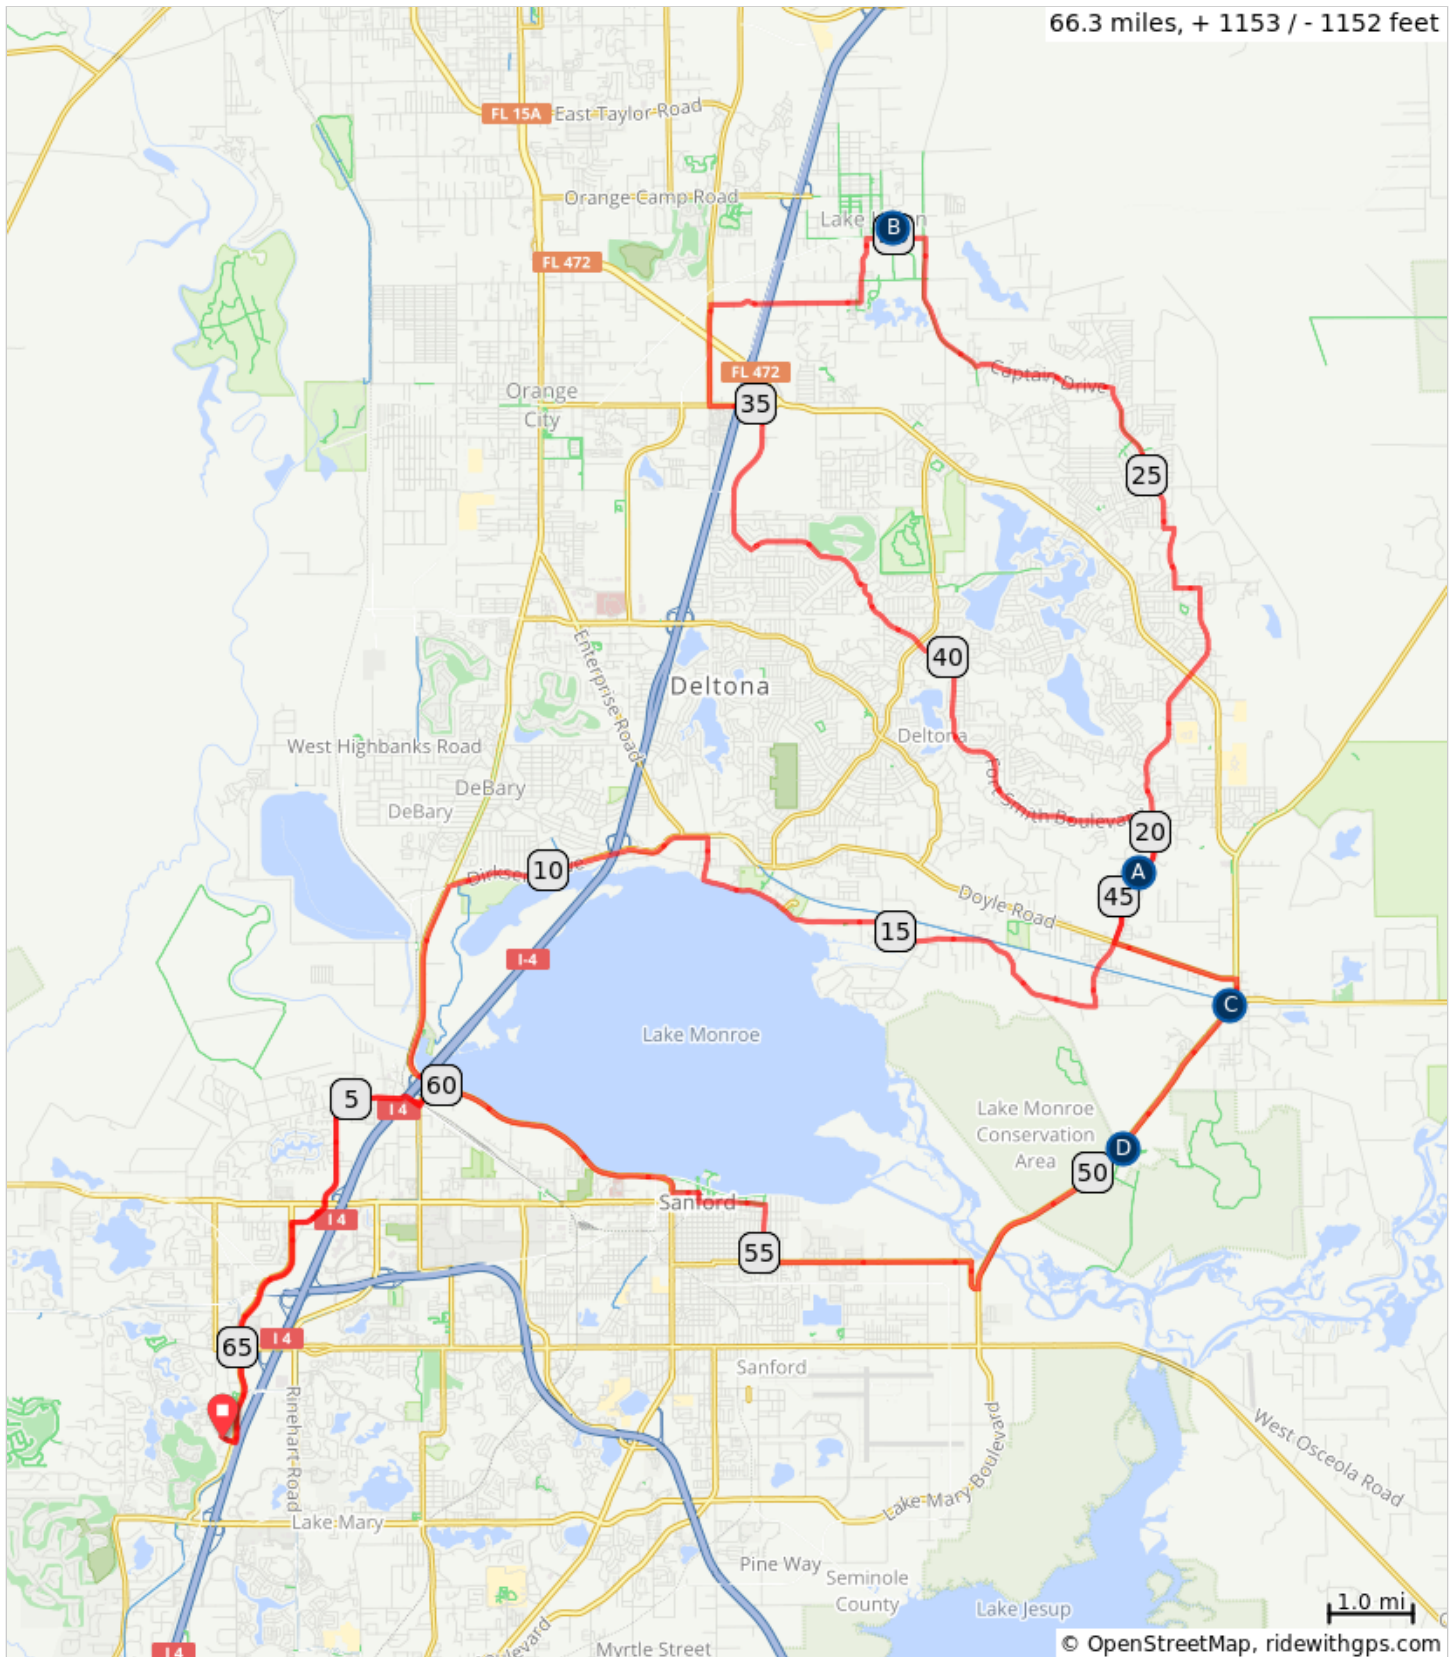 66.3 miles, + 1153 / - 1152 feet
FL 15A
East Taylor Road
Orange Camp Road
Lake
B
FL 472
FL 472
Captain Drive
Orange
City
35
25
Enterprise Road
40
Deltona
Deltona
West Highbanks Road
DeBary
DeBary
Fort Smith Boulevard
20
10
A
45
Doyle Road
15
I-4
C
Lake Monroe
60
5
I 4
Lake Monroe
Conservation
Area
D
50
Sanford
I 4
55
I 4
65
Sanford
Rinehart Road
Lake Mary Boulevard
West Osceola Road
Lake Mary
Pine Way
Seminole
County
Lake Jesup
1.0 mi
I 4
Myrtle Street
© OpenStreetMap, ridewithgps.com